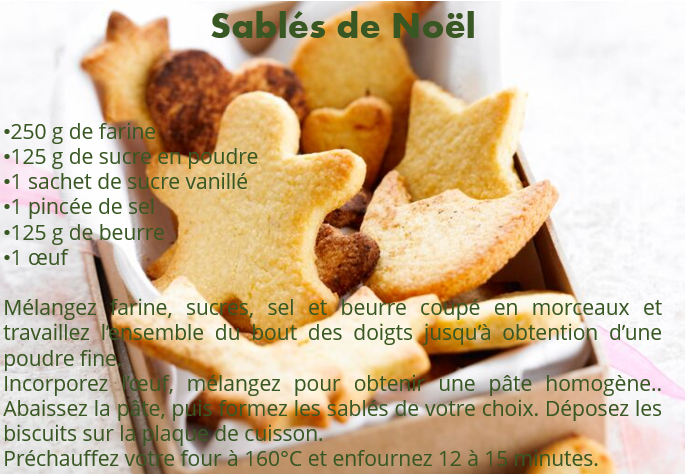 Sablés de Noël
•250 g de farine
•125 g de sucre en poudre
•1 sachet de sucre vanillé
•1 pincée de sel
•125 g de beurre
•1 œuf
Mélangez farine, sucres, sel et beurre coupé en morceaux et
travaillez l'ensemble du bout des doigts jusqu'à obtention d'une
poudre fine.
Incorporez l'œuf, mélangez pour obtenir une pâte homogène..
Abaissez la pâte, puis formez les sablés de votre choix. Déposez les
biscuits sur la plaque de cuisson.
Préchauffez votre four à 160°C et enfournez 12 à 15 minutes.